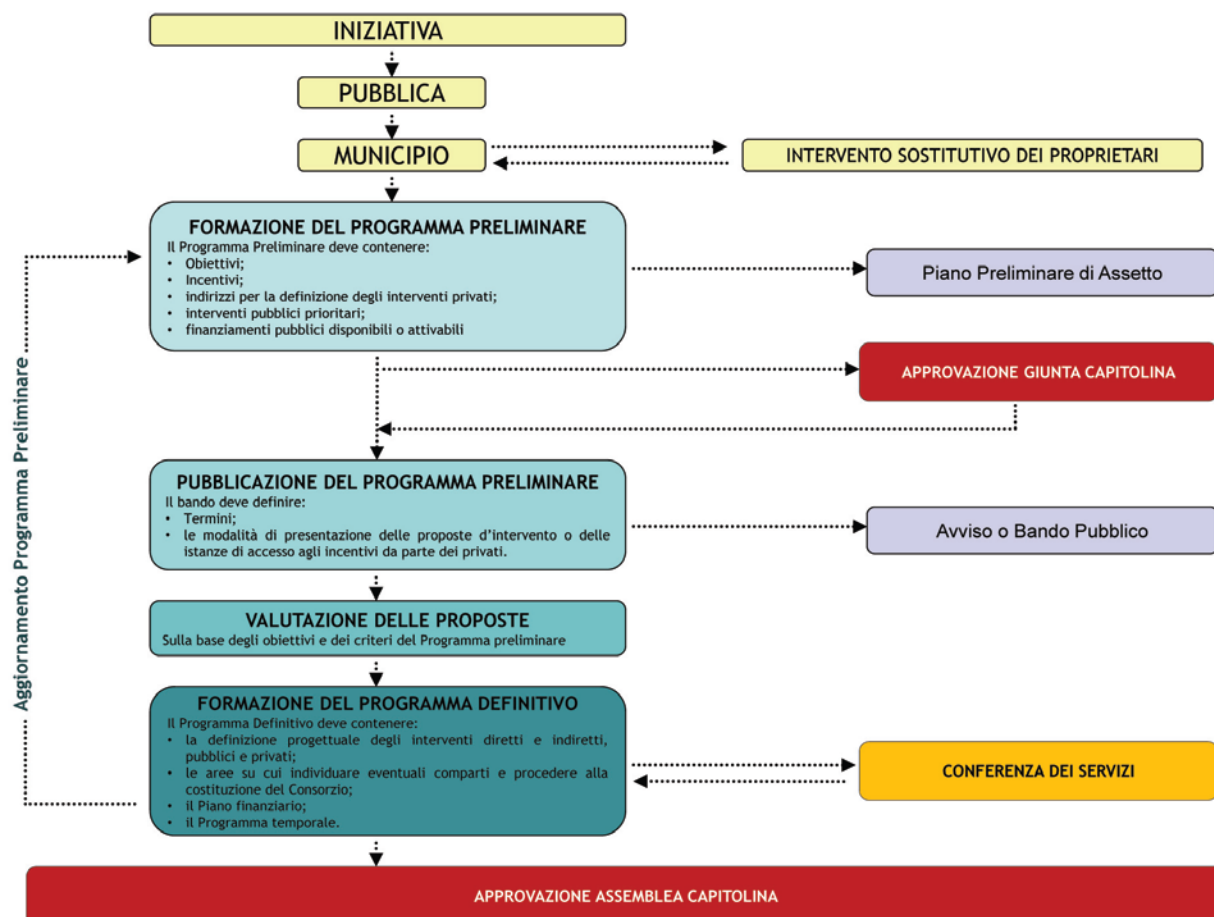 INIZIATIVA
PUBBLICA
MUNICIPIO
INTERVENTO SOSTITUTIVO DEI PROPRIETARI
FORMAZIONE DEL PROGRAMMA PRELIMINARE
Il Programma Preliminare deve contenere:
• Obiettivi;
• Incentivi;
• indirizzi per la definizione degli interventi privati;
• interventi pubblici prioritari;
• finanziamenti pubblici disponibili o attivabili
Piano Preliminare di Assetto
APPROVAZIONE GIUNTA CAPITOLINA
Aggiornamento Programma Preliminare
PUBBLICAZIONE DEL PROGRAMMA PRELIMINARE
Il bando deve definire:
• Termini;
• le modalità di presentazione delle proposte d'intervento o delle
istanze di accesso agli incentivi da parte dei privati.
Avviso o Bando Pubblico
VALUTAZIONE DELLE PROPOSTE
Sulla base degli obiettivi e dei criteri del Programma preliminare
FORMAZIONE DEL PROGRAMMA DEFINITIVO
Il Programma Definitivo deve contenere:
• la definizione progettuale degli interventi diretti e indiretti,
pubblici e privati;
• le aree su cui individuare eventuali comparti e procedere alla
costituzione del Consorzio;
• il Piano finanziario;
• il Programma temporale.
CONFERENZA DEI SERVIZI
APPROVAZIONE ASSEMBLEA CAPITOLINA